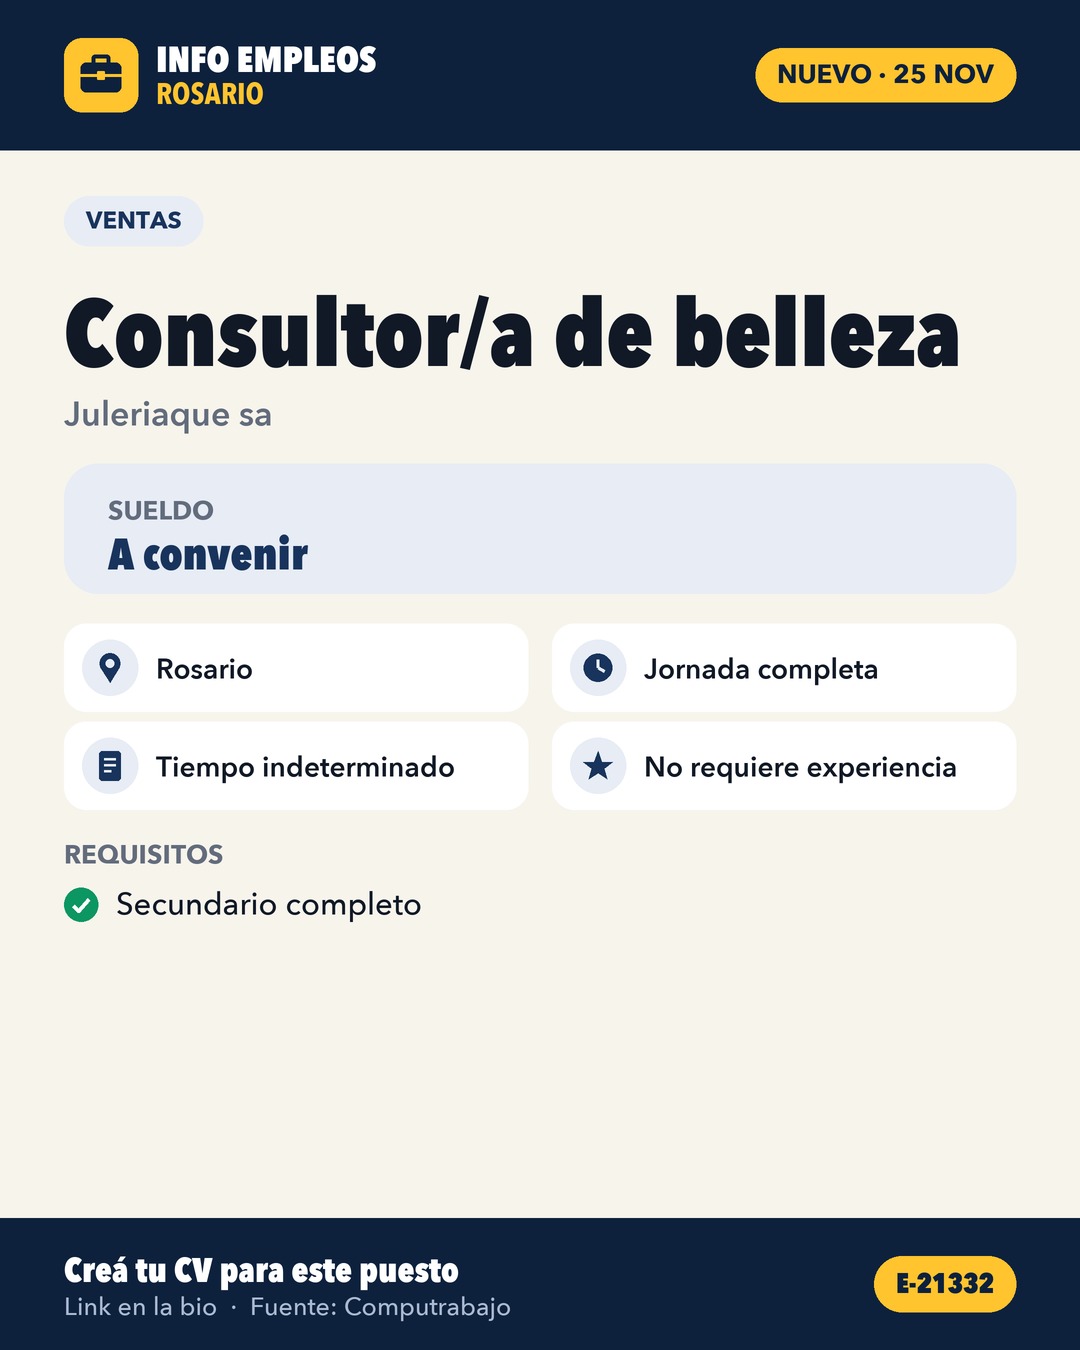 INFO EMPLEOS
ROSARIO
NUEVO · 25 NOV
VENTAS
Consultor/a de belleza
Juleriaque sa
SUELDO
A convenir
Rosario
Jornada completa
Tiempo indeterminado
No requiere experiencia
REQUISITOS
Secundario completo
Creá tu CV para este puesto
Link en la bio · Fuente: Computrabajo
E-21332